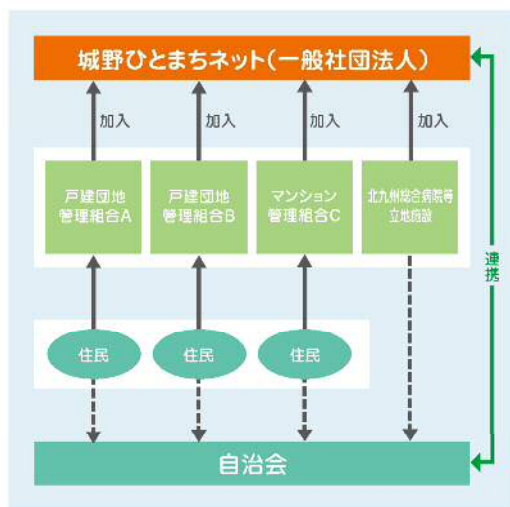 城野ひとまちネット(一般社団法人)
加入
加入
加入
加入
戸建団地
管理組合A
戸建団地
管理組合B
マンション
管理組合C
北九州総合病院等
立地施設
連携
住民
住民
住民
自治会